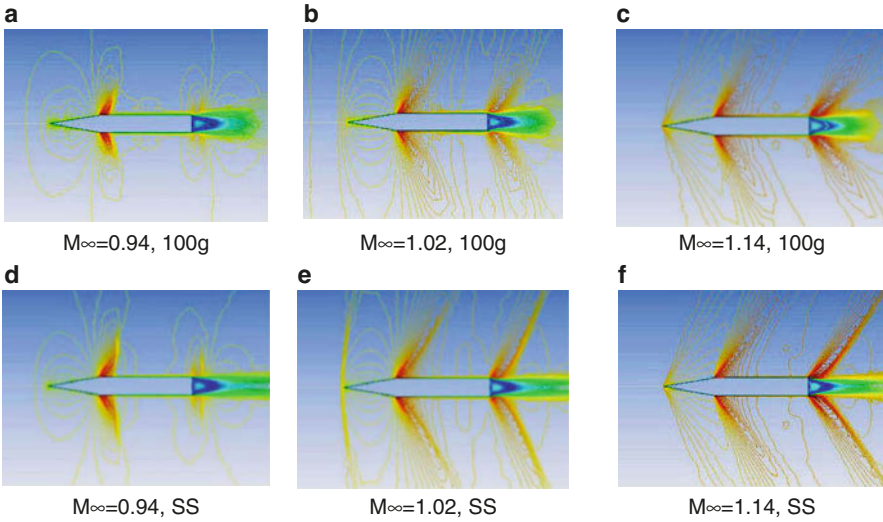 a
b
c
M∞=0.94, 100g
M∞=1.02, 100g
M∞=1.14, 100g
d
e
f
M∞=0.94, SS
M∞=1.02, SS
M∞=1.14, SS